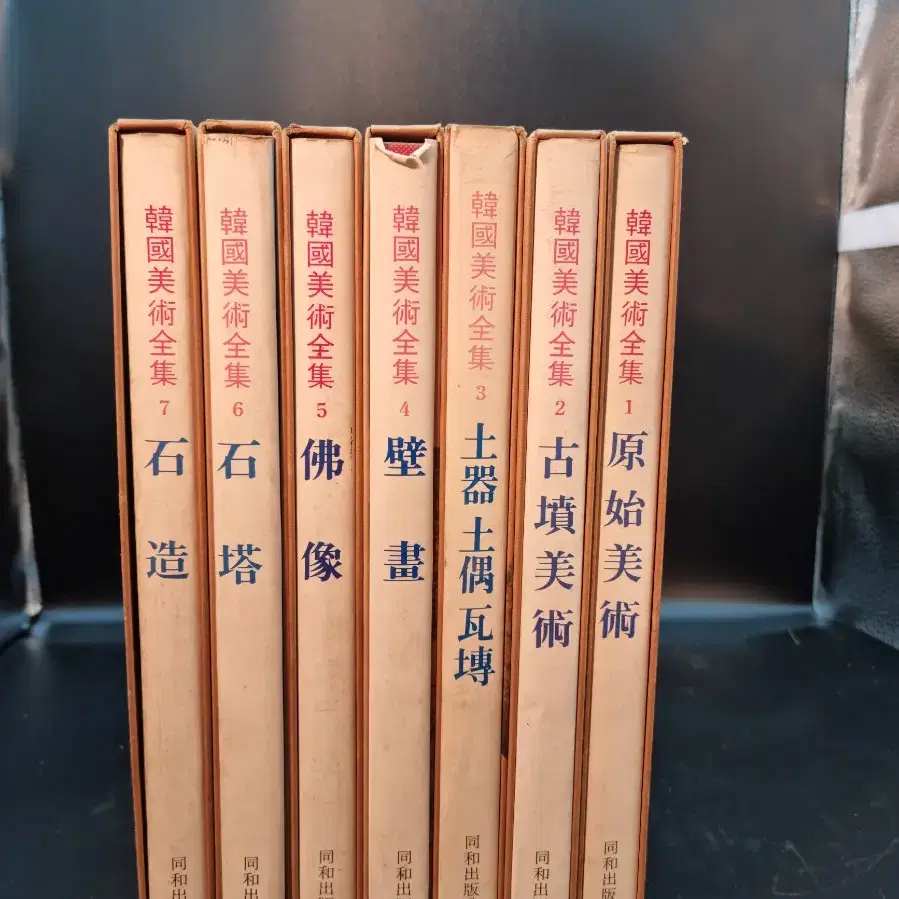 韓國美術全集 7
石造
同和出
韓國美術全集 6
石塔
同和出
韓國美術全集 5
佛像
同和出版
韓國美術全集 4
壁畫
同和出版
韓國美術全集 3
土器土偶瓦塼
同和出版
韓國美術全集 2
古墳美術
同和出
韓國美術全集 1
原始美術
同和出版